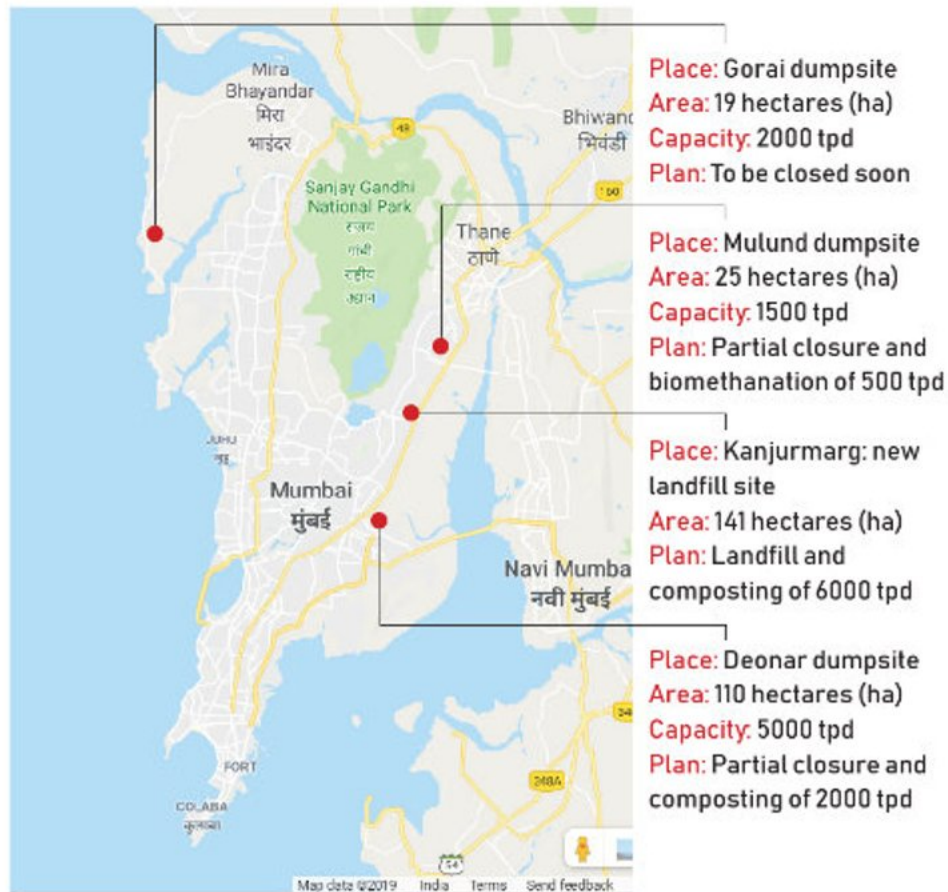 Mira
Bhayandar
मिरा
भाइंदर
48
Bhiwand
भिवंडी
160
Sanjay Gandhi
National Park
गांधी
राष्ट्रीय
Thane
ठाणे
JUHU
Mumbai
मुंबई
Navi Mumba
नवी मुंबई
348A
FORT
COLABA
कुलाबा
54
Map data ©2019 India Terms Send feedback
Place: Gorai dumpsite
Area: 19 hectares (ha)
Capacity: 2000 tpd
Plan: To be closed soon
Place: Mulund dumpsite
Area: 25 hectares (ha)
Capacity: 1500 tpd
Plan: Partial closure and
biomethanation of 500 tpd
Place: Kanjurmarg: new
landfill site
Area: 141 hectares (ha)
Plan: Landfill and
composting of 6000 tpd
Place: Deonar dumpsite
Area: 110 hectares (ha)
Capacity: 5000 tpd
Plan: Partial closure and
composting of 2000 tpd